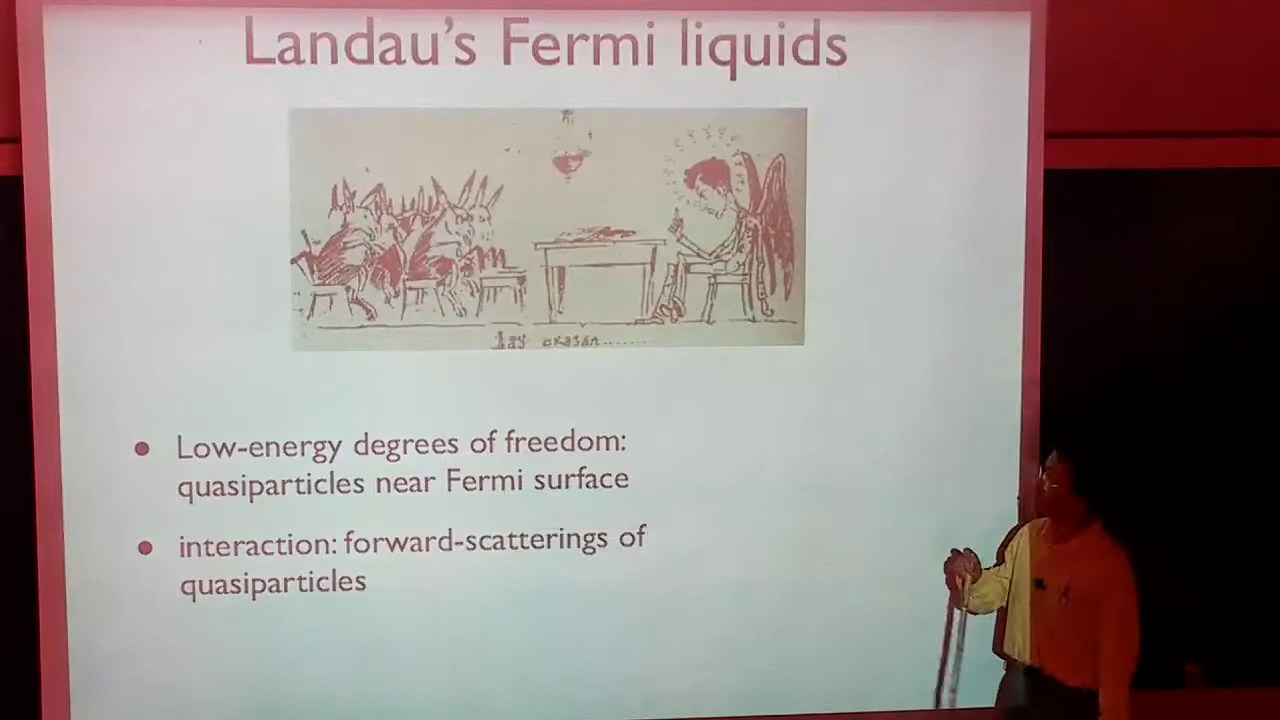 Landau's Fermi liquids
• Low-energy degrees of freedom:
quasiparticles near Fermi surface
• interaction: forward-scatterings of
quasiparticles